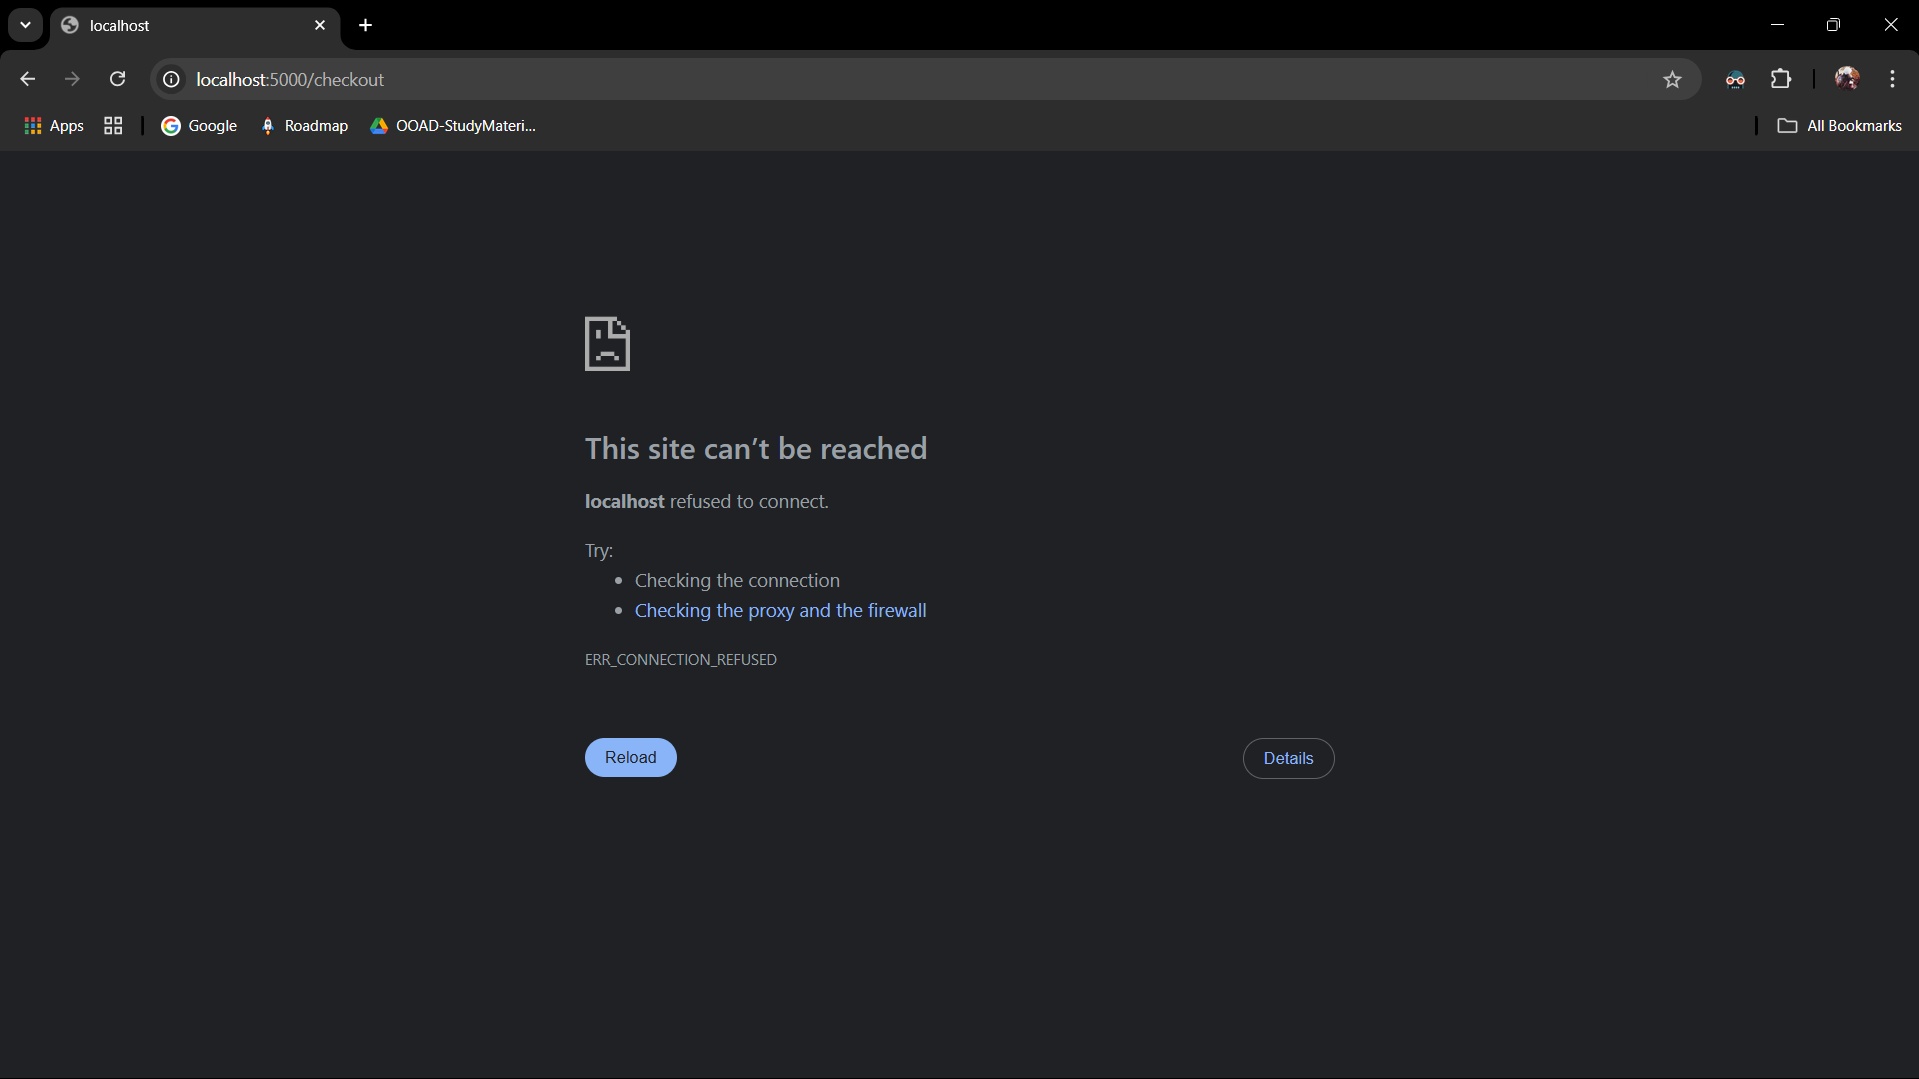 localhost
localhost:5000/checkout
Apps Google Roadmap OOAD-StudyMateri... All Bookmarks
This site can’t be reached
localhost refused to connect.
Try:
Checking the connection
Checking the proxy and the firewall
ERR_CONNECTION_REFUSED
Reload Details